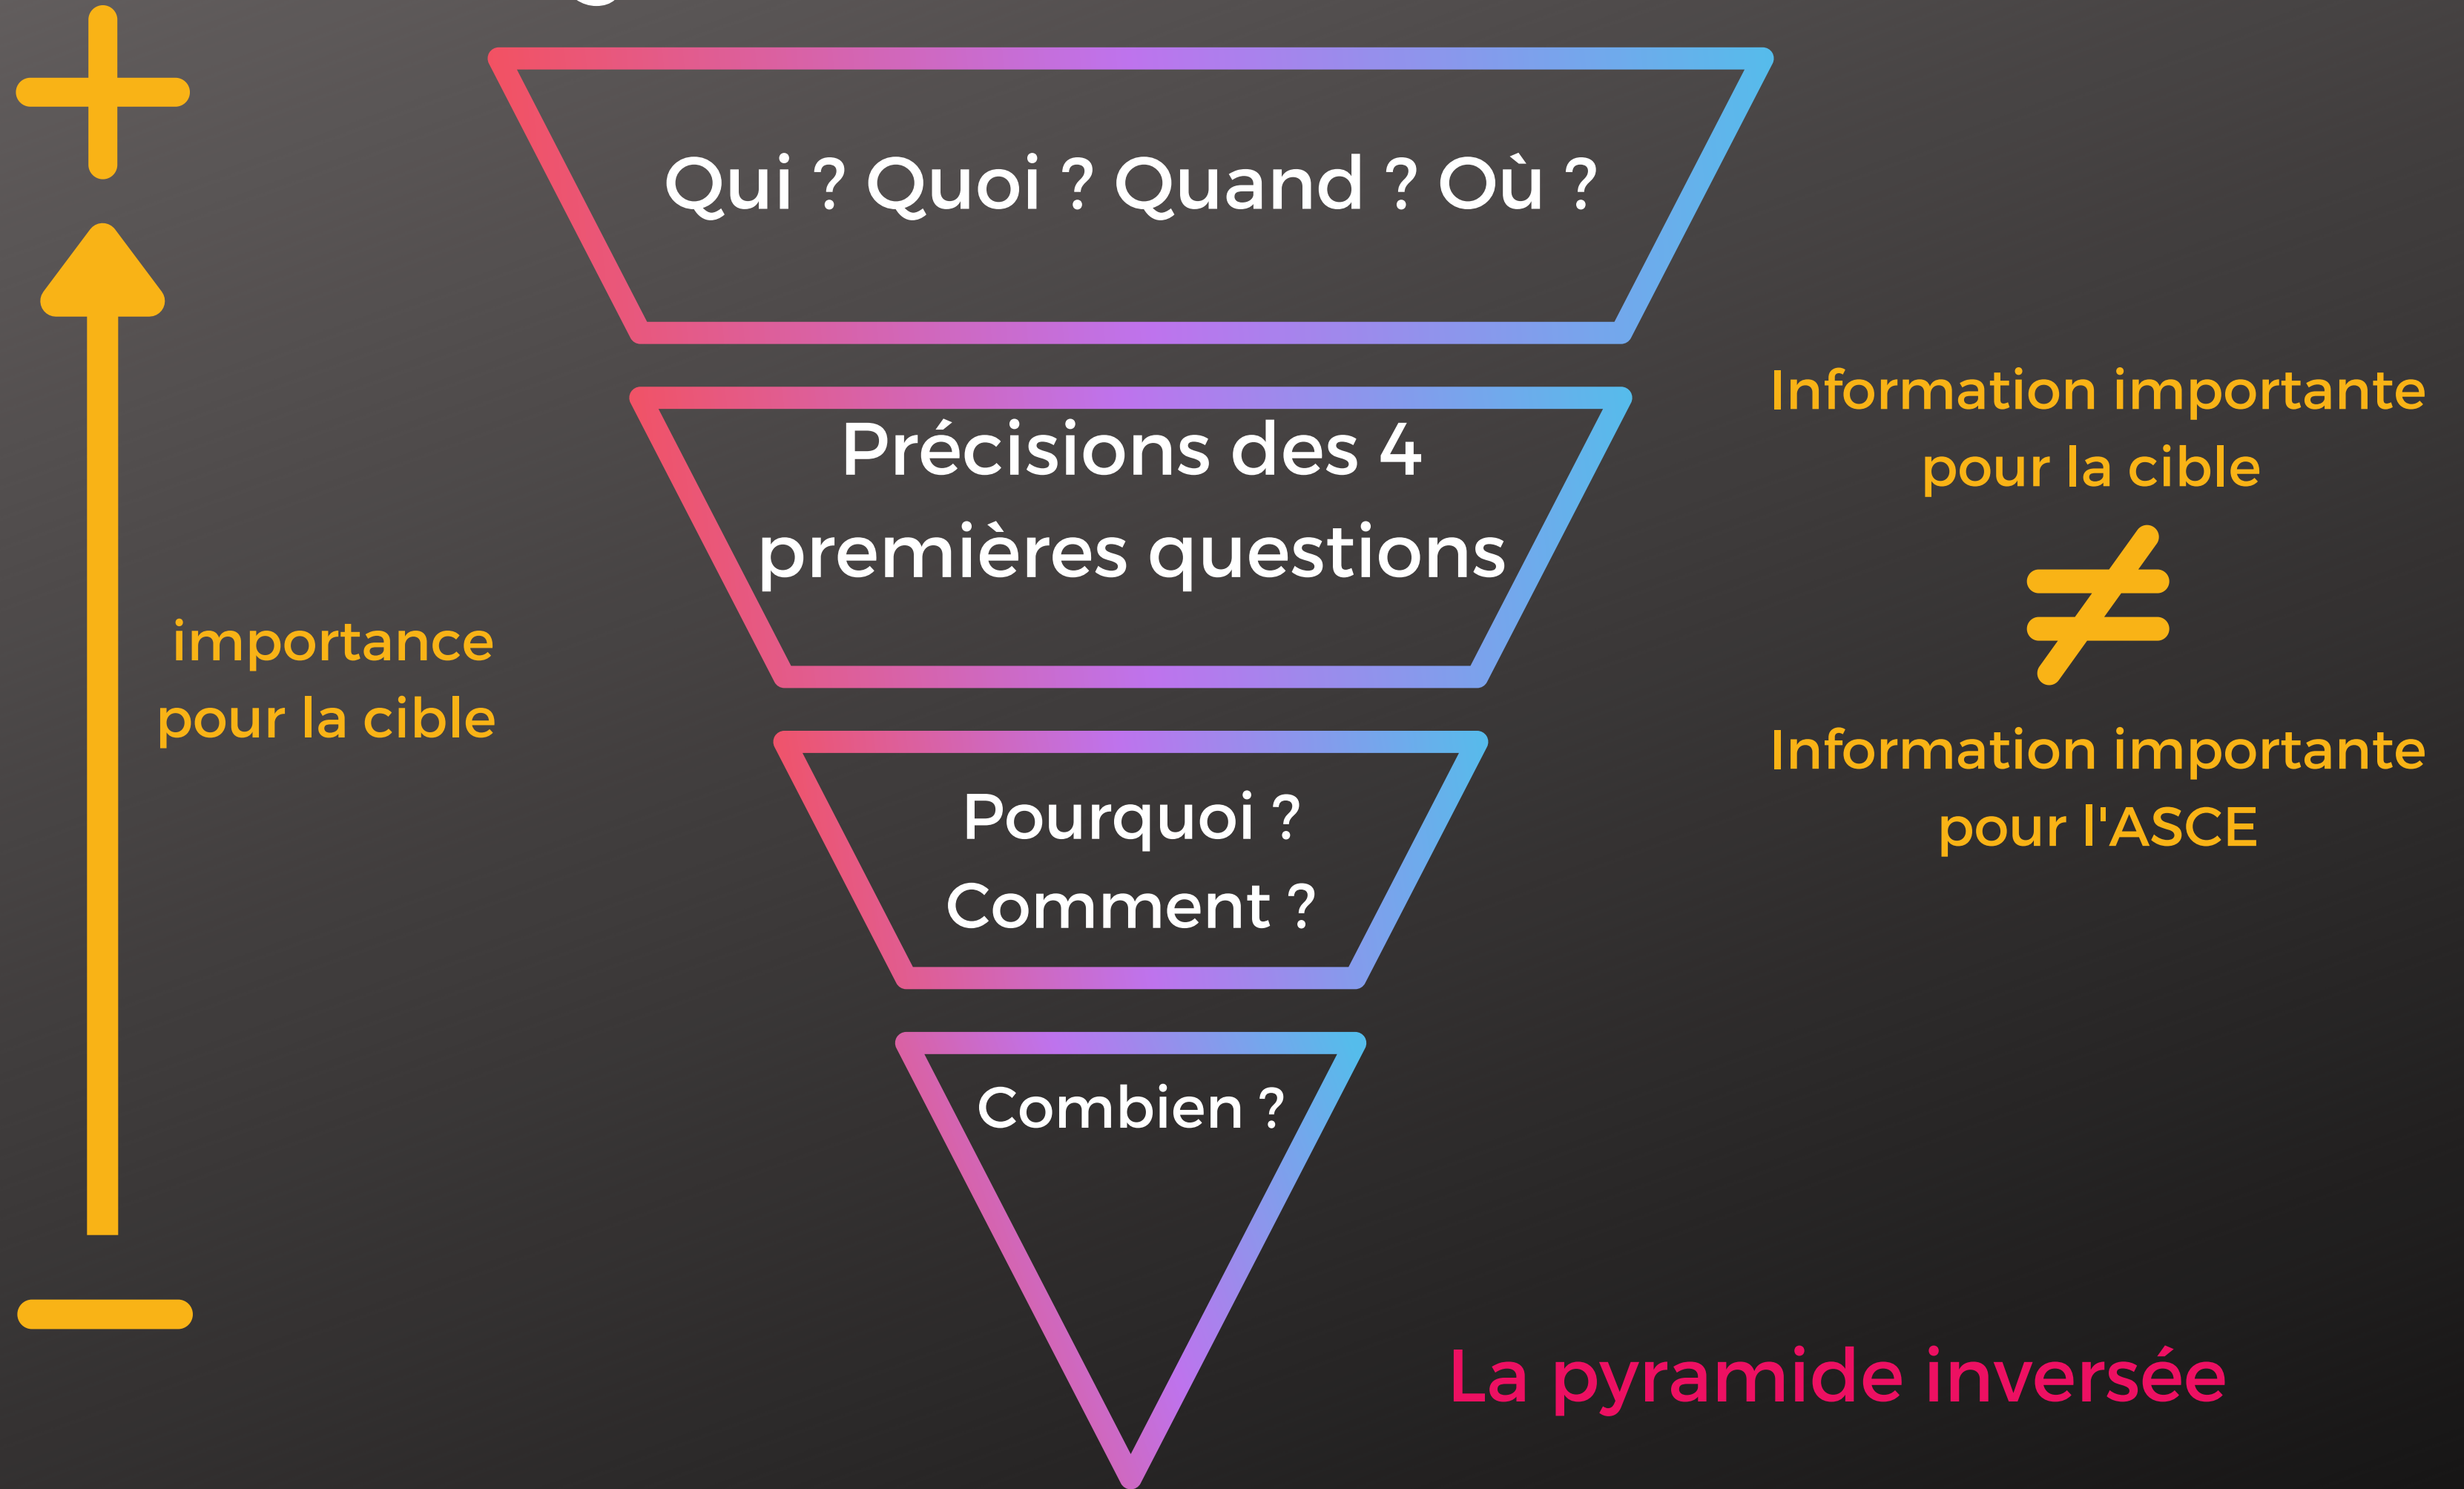 Qui ? Quoi ? Quand ? Où ?
Précisions des 4
premières questions
Pourquoi ?
Comment ?
Combien ?
importance
pour la cible
Information importante
pour la cible
≠
Information importante
pour l'ASCE
La pyramide inversée